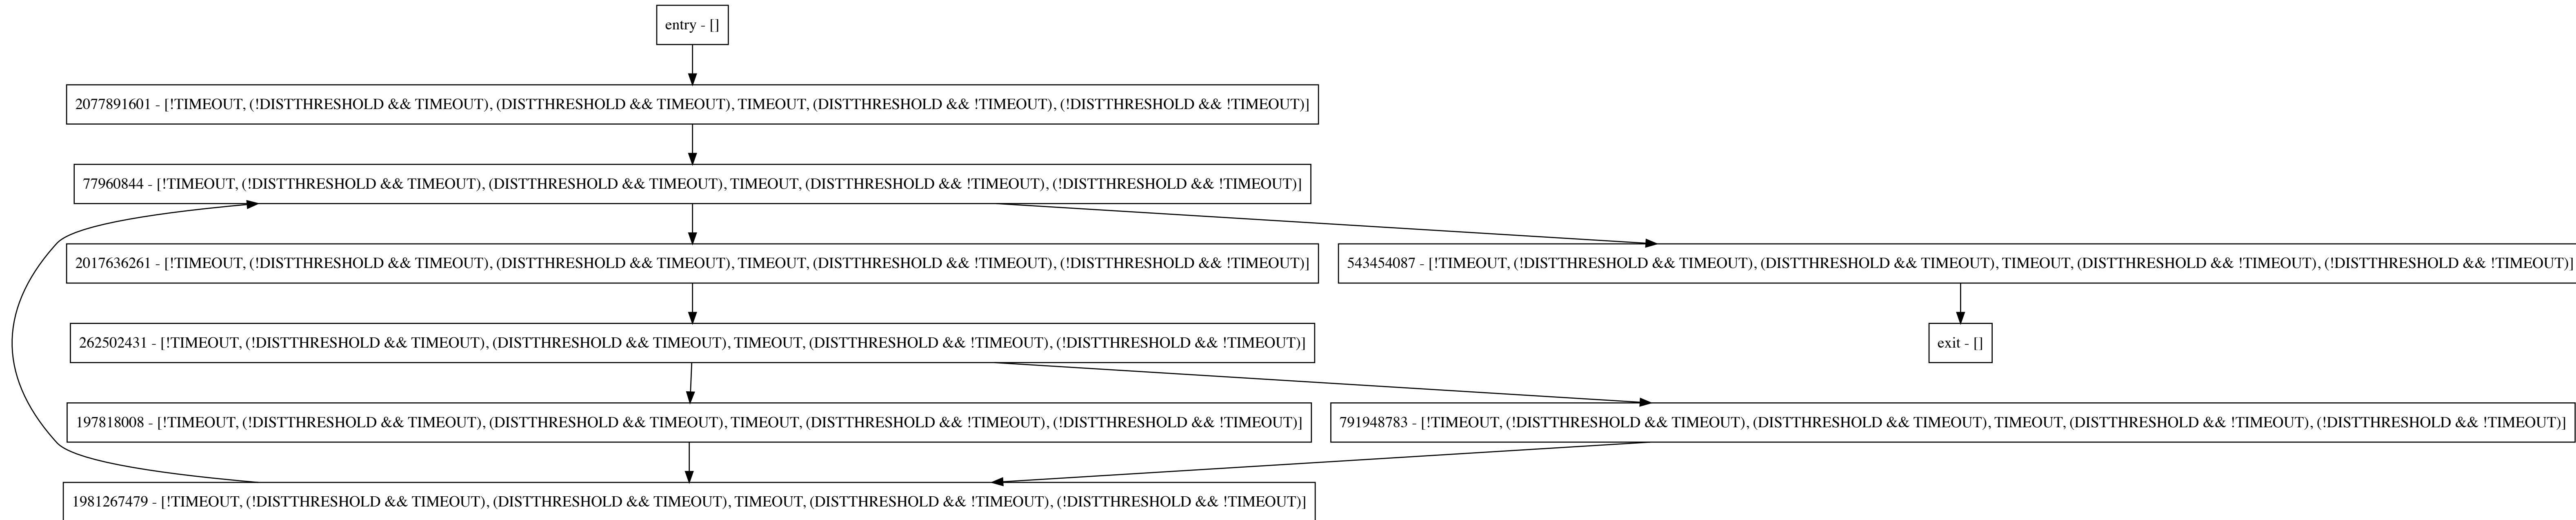 entry - []
2077891601 - [!TIMEOUT, (!DISTTHRESHOLD && TIMEOUT), (DISTTHRESHOLD && TIMEOUT), TIMEOUT, (DISTTHRESHOLD && !TIMEOUT), (!DISTTHRESHOLD && !TIMEOUT)]
77960844 - [!TIMEOUT, (!DISTTHRESHOLD && TIMEOUT), (DISTTHRESHOLD && TIMEOUT), TIMEOUT, (DISTTHRESHOLD && !TIMEOUT), (!DISTTHRESHOLD && !TIMEOUT)]
2017636261 - [!TIMEOUT, (!DISTTHRESHOLD && TIMEOUT), (DISTTHRESHOLD && TIMEOUT), TIMEOUT, (DISTTHRESHOLD && !TIMEOUT), (!DISTTHRESHOLD && !TIMEOUT)]
543454087 - [!TIMEOUT, (!DISTTHRESHOLD && TIMEOUT), (DISTTHRESHOLD && TIMEOUT), TIMEOUT, (DISTTHRESHOLD && !TIMEOUT), (!DISTTHRESHOLD && !TIMEOUT)]
262502431 - [!TIMEOUT, (!DISTTHRESHOLD && TIMEOUT), (DISTTHRESHOLD && TIMEOUT), TIMEOUT, (DISTTHRESHOLD && !TIMEOUT), (!DISTTHRESHOLD && !TIMEOUT)]
exit - []
197818008 - [!TIMEOUT, (!DISTTHRESHOLD && TIMEOUT), (DISTTHRESHOLD && TIMEOUT), TIMEOUT, (DISTTHRESHOLD && !TIMEOUT), (!DISTTHRESHOLD && !TIMEOUT)]
791948783 - [!TIMEOUT, (!DISTTHRESHOLD && TIMEOUT), (DISTTHRESHOLD && TIMEOUT), TIMEOUT, (DISTTHRESHOLD && !TIMEOUT), (!DISTTHRESHOLD && !TIMEOUT)]
1981267479 - [!TIMEOUT, (!DISTTHRESHOLD && TIMEOUT), (DISTTHRESHOLD && TIMEOUT), TIMEOUT, (DISTTHRESHOLD && !TIMEOUT), (!DISTTHRESHOLD && !TIMEOUT)]